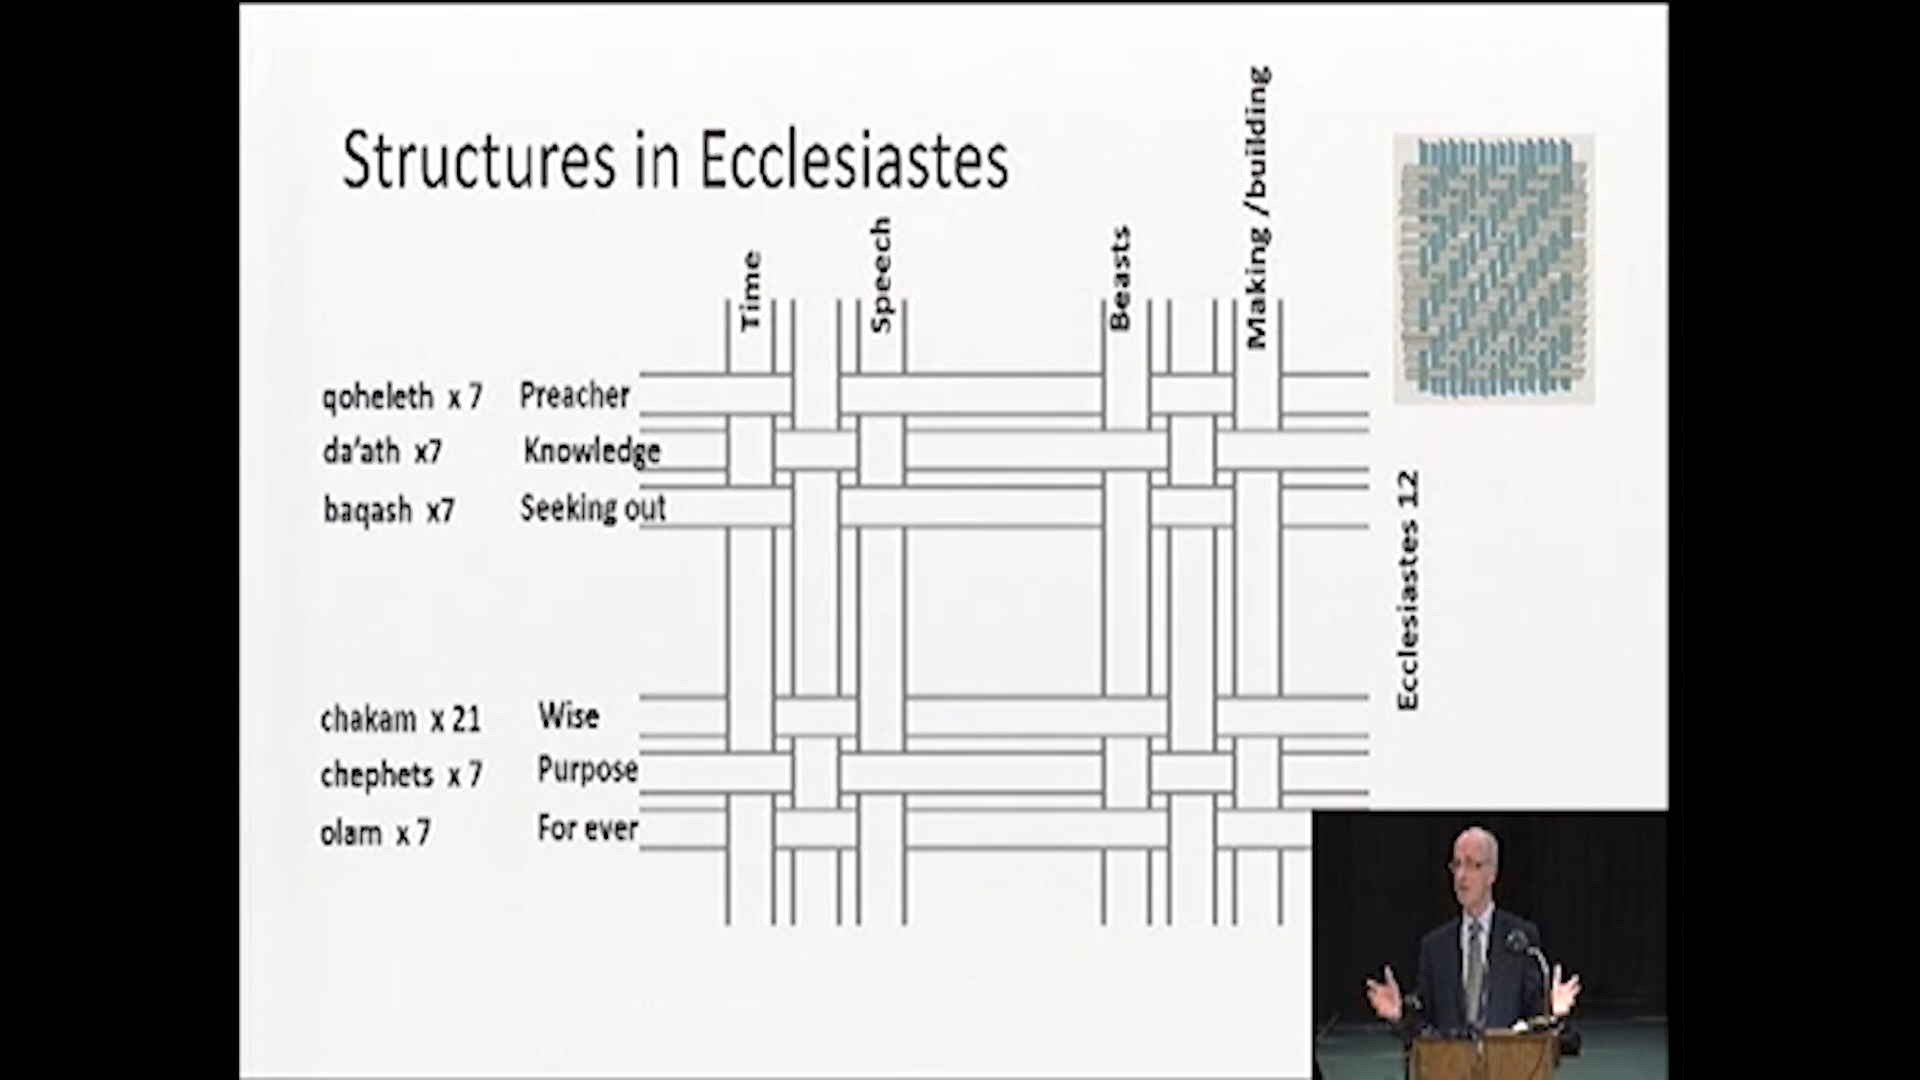 Structures in Ecclesiastes
Time
Speech
Beasts
Making /building
qoheleth x 7 Preacher
da'ath x7 Knowledge
baqash x7 Seeking out
chakam x 21 Wise
chephets x 7 Purpose
olam x 7 For ever
Ecclesiastes 12